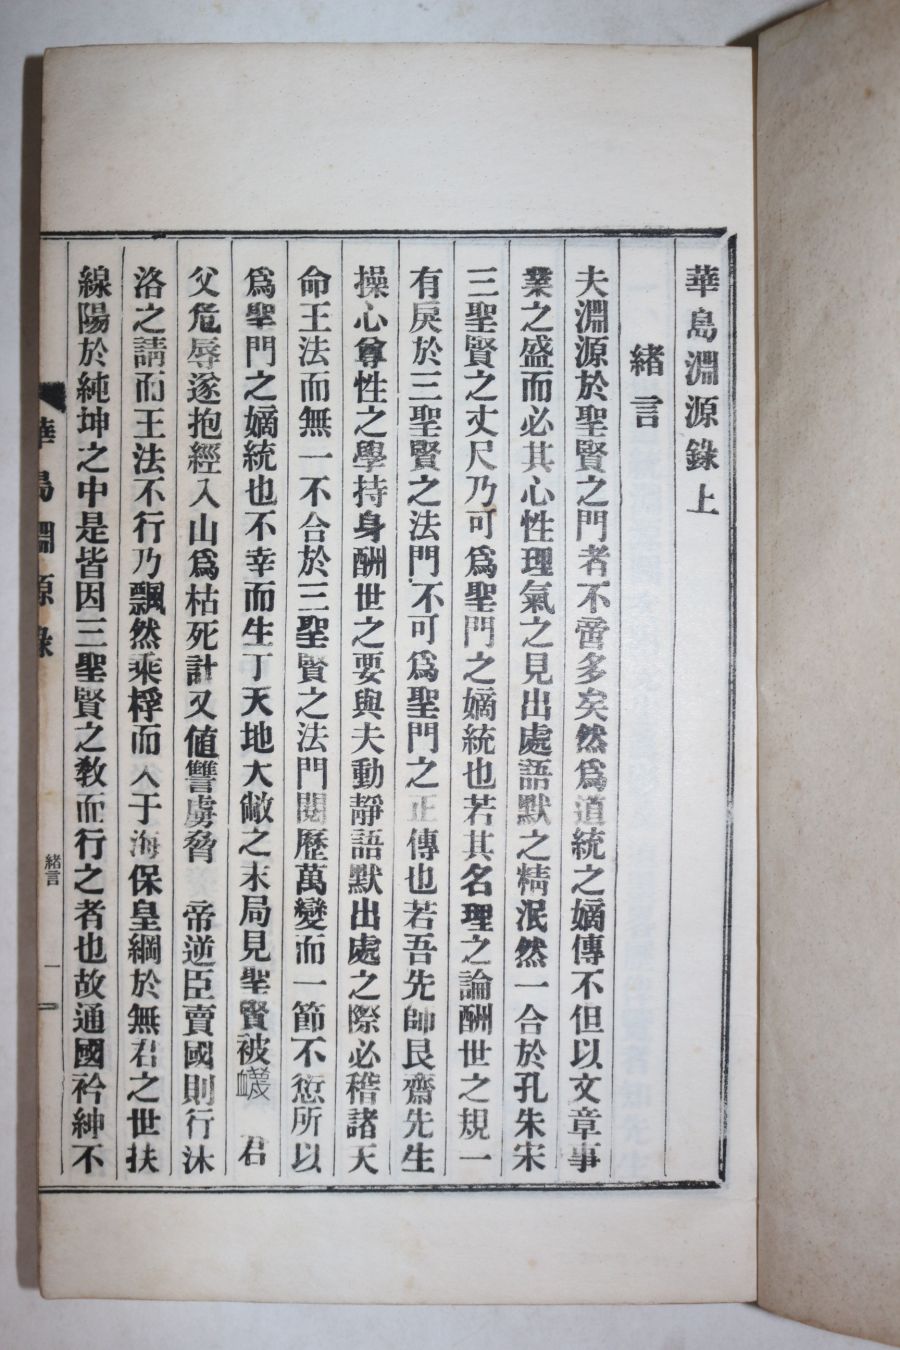 華島淵源錄上
緖言
夫淵源於聖賢之門者不啻多矣然爲道統之嫡傳不但以文章事
業之盛而必其心性理氣之見出處語默之精泯然一合於孔朱宋
三聖賢之丈尺乃可爲聖門之嫡統也若其名理之論酬世之規一
有戾於三聖賢之法門不可爲聖門之正傳也若吾先師艮齋先生
操心尊性之學持身酬世之要與夫動靜語默出處之際必稽諸天
命王法而無一不合於三聖賢之法門閱歷萬變而一節不愆所以
爲聖門之嫡統也不幸而生丁天地大敝之末局見聖賢被衊 君
父危辱遂抱經入山爲枯死計又値讐虜脅 帝逆臣賣國則行沐
洛之請而王法不行乃飄然乘桴而入于海保皇綱於無君之世扶
線陽於純坤之中是皆因三聖賢之敎而行之者也故通國衿紳不
華島淵源錄
緖言
一